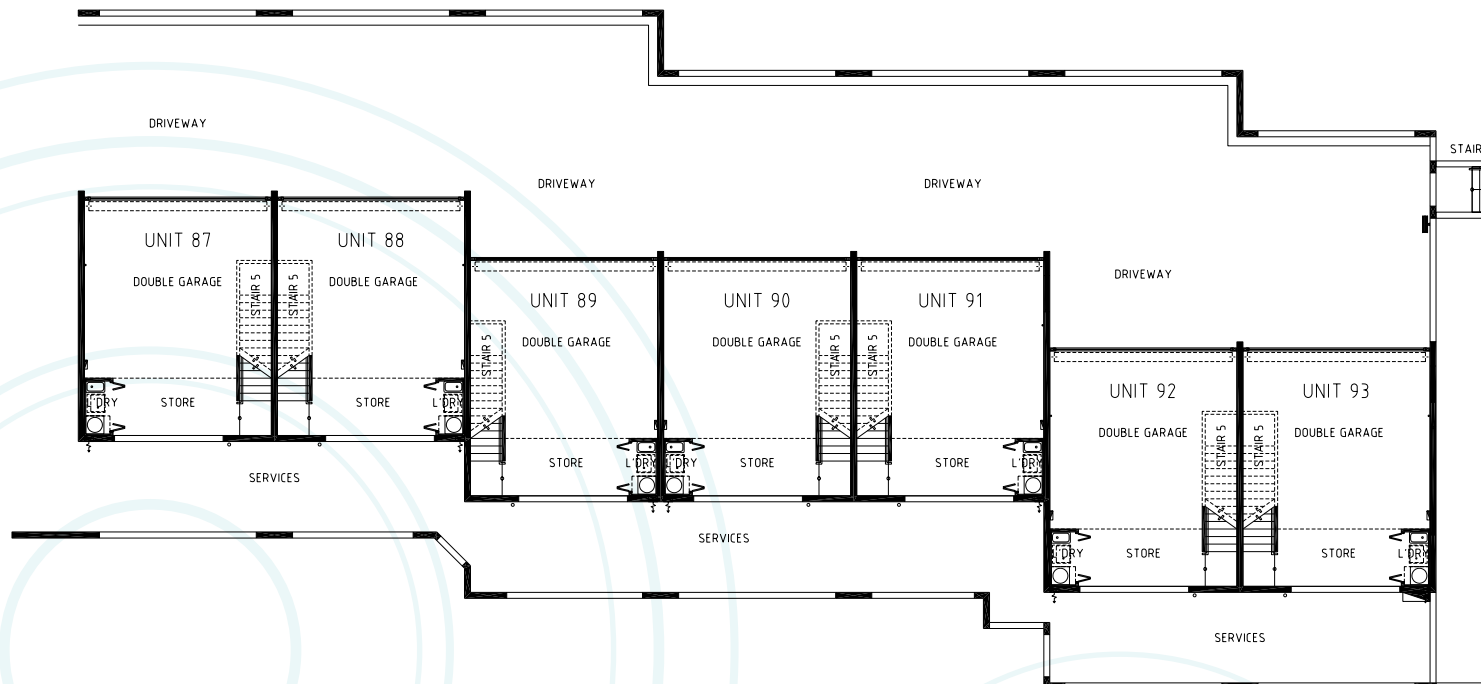 DRIVEWAY
STAIR
DRIVEWAY
DRIVEWAY
UNIT 87
UNIT 88
DOUBLE GARAGE
STAIR 5
STAIR 5
DOUBLE GARAGE
DRIVEWAY
UNIT 89
UNIT 90
UNIT 91
DOUBLE GARAGE
DOUBLE GARAGE
DOUBLE GARAGE
STAIR 5
STAIR 5
STAIR 5
L'DRY
STORE
STORE
L'DRY
UNIT 92
UNIT 93
DOUBLE GARAGE
DOUBLE GARAGE
STAIR 5
STAIR 5
STORE
L'DRY
L'DRY
STORE
STORE
L'DRY
SERVICES
SERVICES
L'DRY
STORE
STORE
L'DRY
SERVICES